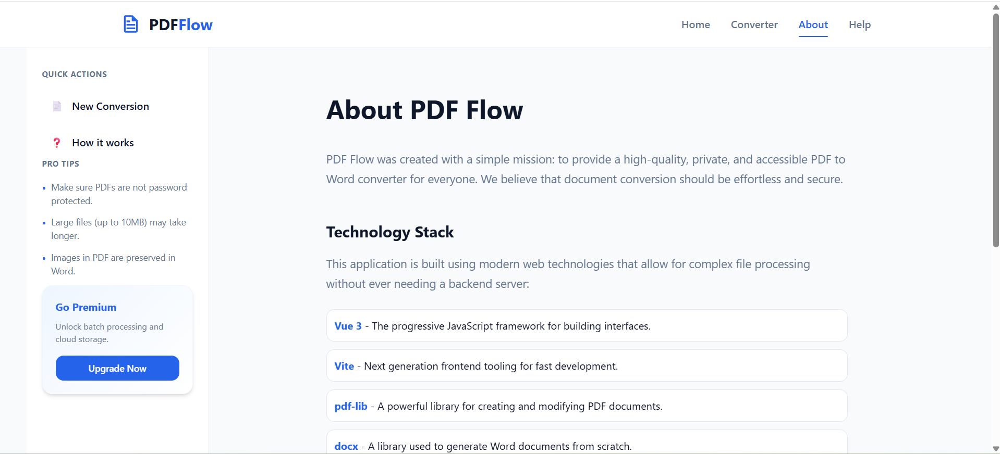 PDFFlow
Home
Converter
About
Help
QUICK ACTIONS
New Conversion
How it works
PRO TIPS
Make sure PDFs are not password
protected.
Large files (up to 10MB) may take
longer.
Images in PDF are preserved in
Word.
Go Premium
Unlock batch processing and
cloud storage.
Upgrade Now
About PDF Flow
PDF Flow was created with a simple mission: to provide a high-quality, private, and accessible PDF to
Word converter for everyone. We believe that document conversion should be effortless and secure.
Technology Stack
This application is built using modern web technologies that allow for complex file processing
without ever needing a backend server:
Vue 3 - The progressive JavaScript framework for building interfaces.
Vite - Next generation frontend tooling for fast development.
pdf-lib - A powerful library for creating and modifying PDF documents.
docx - A library used to generate Word documents from scratch.